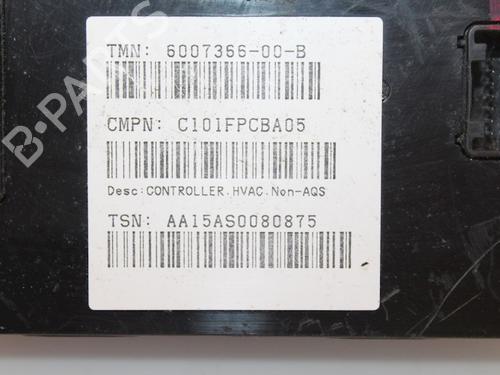 TMN: 6007366-00-B
CMPN: C101FPCBA05
Desc:CONTROLLER.HVAC.Non-AQS
TSN: AA15AS0080875
B-PARTS